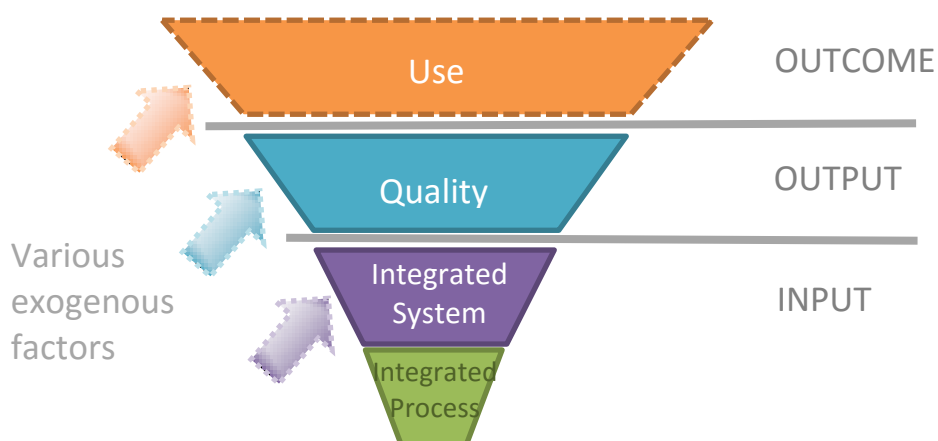 Use
OUTCOME
Quality
OUTPUT
Various
exogenous
factors
Integrated
System
INPUT
Integrated
Process